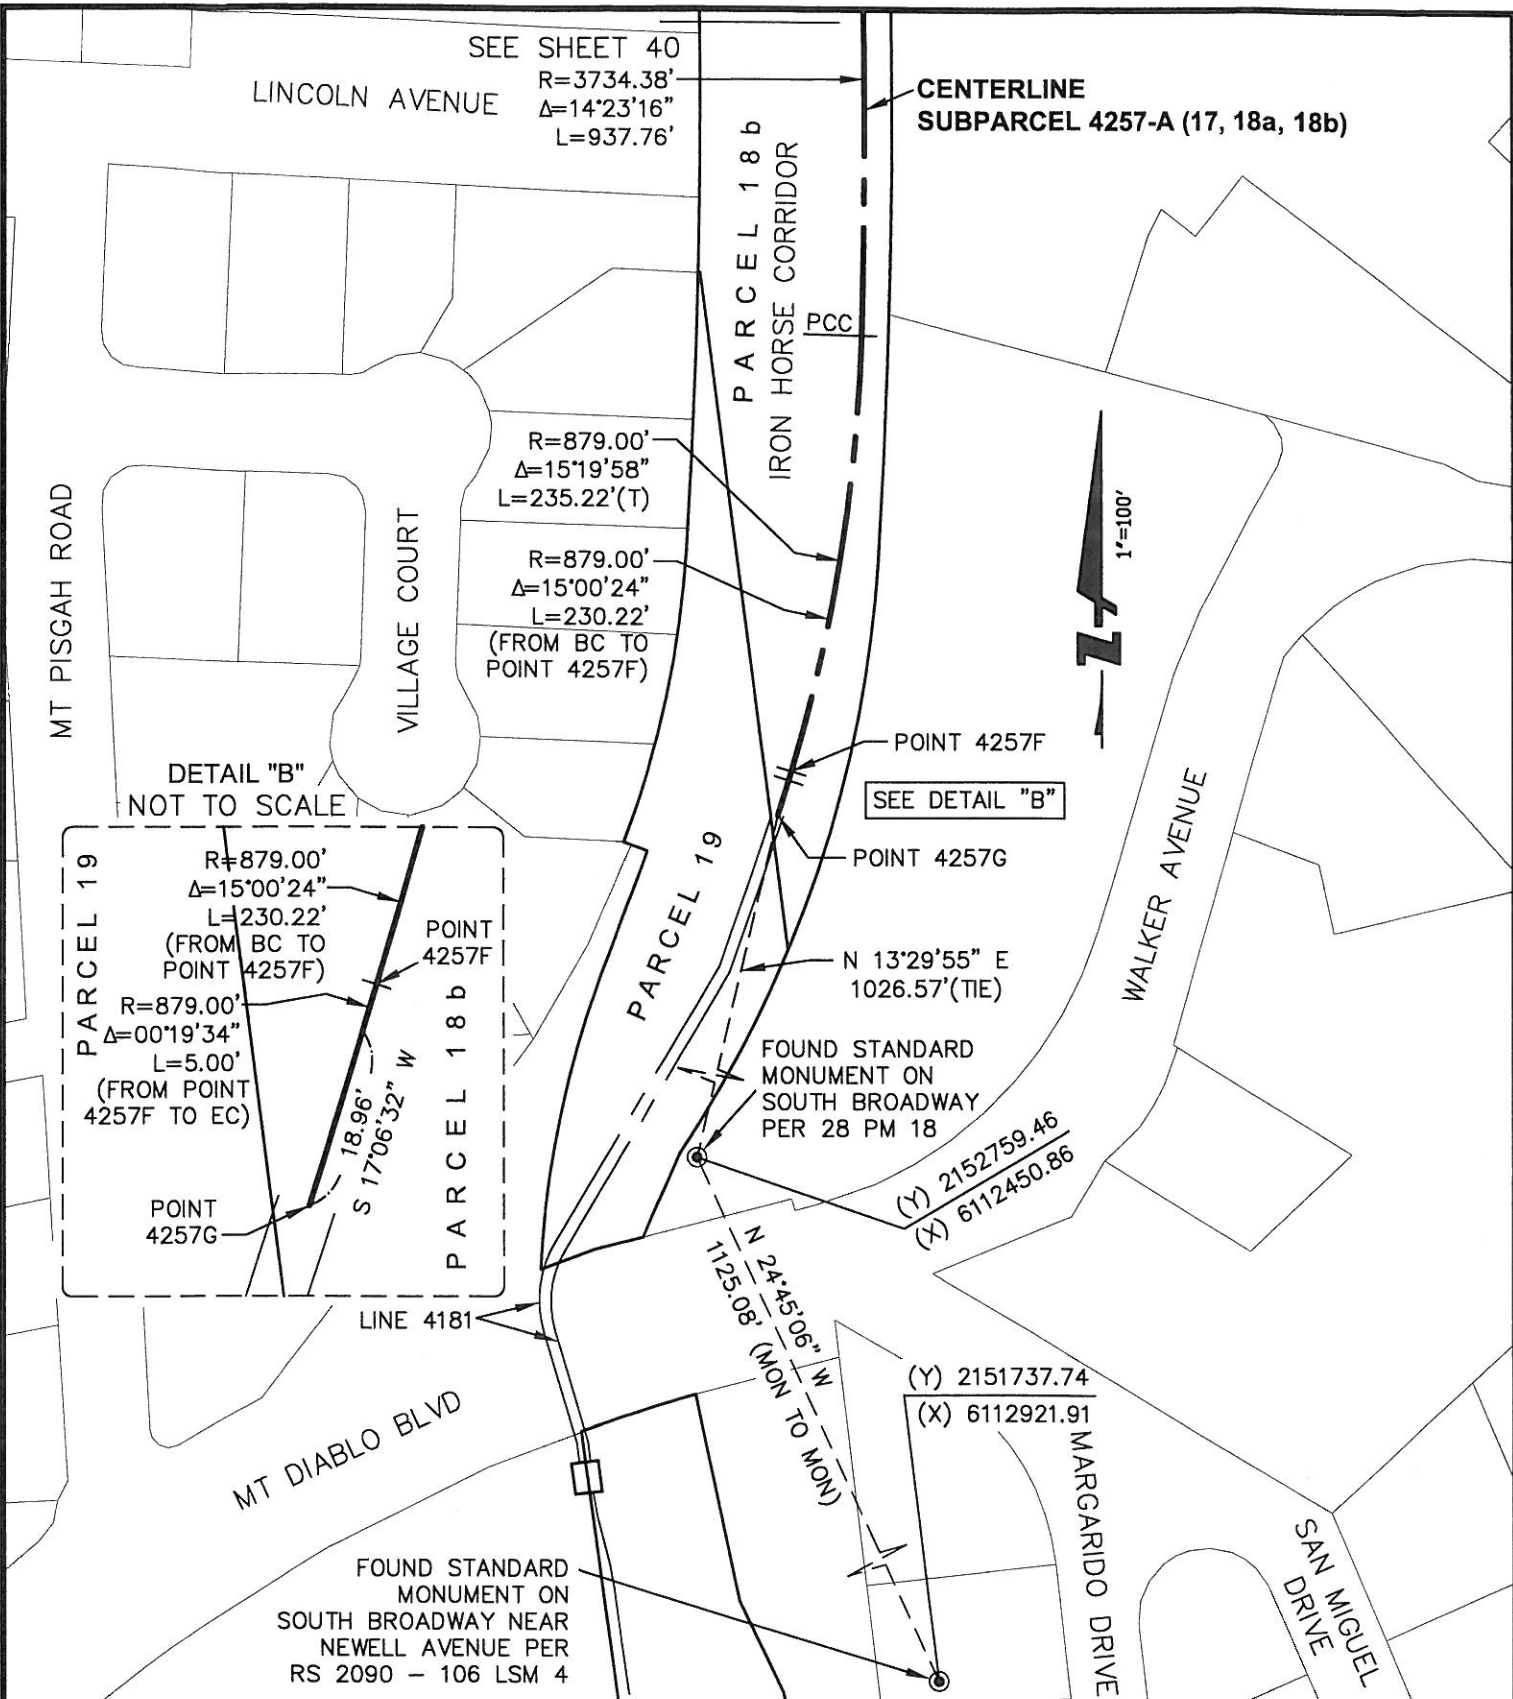 SEE SHEET 40
LINCOLN AVENUE
R=3734.38'
Δ=14°23'16"
L=937.76'
CENTERLINE
SUBPARCEL 4257-A (17, 18a, 18b)
PARCEL 18b
IRON HORSE CORRIDOR
PCC
R=879.00'
Δ=15°19'58"
L=235.22'(T)
R=879.00'
Δ=15°00'24"
L=230.22'
(FROM BC TO
POINT 4257F)
MT PISGAH ROAD
VILLAGE COURT
1"=100'
N
POINT 4257F
SEE DETAIL "B"
POINT 4257G
WALKER AVENUE
DETAIL "B"
NOT TO SCALE
PARCEL 19
R=879.00'
Δ=15°00'24"
L=230.22'
(FROM BC TO
POINT 4257F)
POINT
4257F
R=879.00'
Δ=00°19'34"
L=5.00'
(FROM POINT
4257F TO EC)
18.96'
S 17°06'32" W
PARCEL 18b
POINT
4257G
PARCEL 19
N 13°29'55" E
1026.57'(TIE)
FOUND STANDARD
MONUMENT ON
SOUTH BROADWAY
PER 28 PM 18
(Y) 2152759.46
(X) 6112450.86
LINE 4181
N 24°45'06" W
1125.08' (MON TO MON)
(Y) 2151737.74
(X) 6112921.91
MT DIABLO BLVD
MARGARIDO DRIVE
SAN MIGUEL
DRIVE
FOUND STANDARD
MONUMENT ON
SOUTH BROADWAY NEAR
NEWELL AVENUE PER
RS 2090 – 106 LSM 4